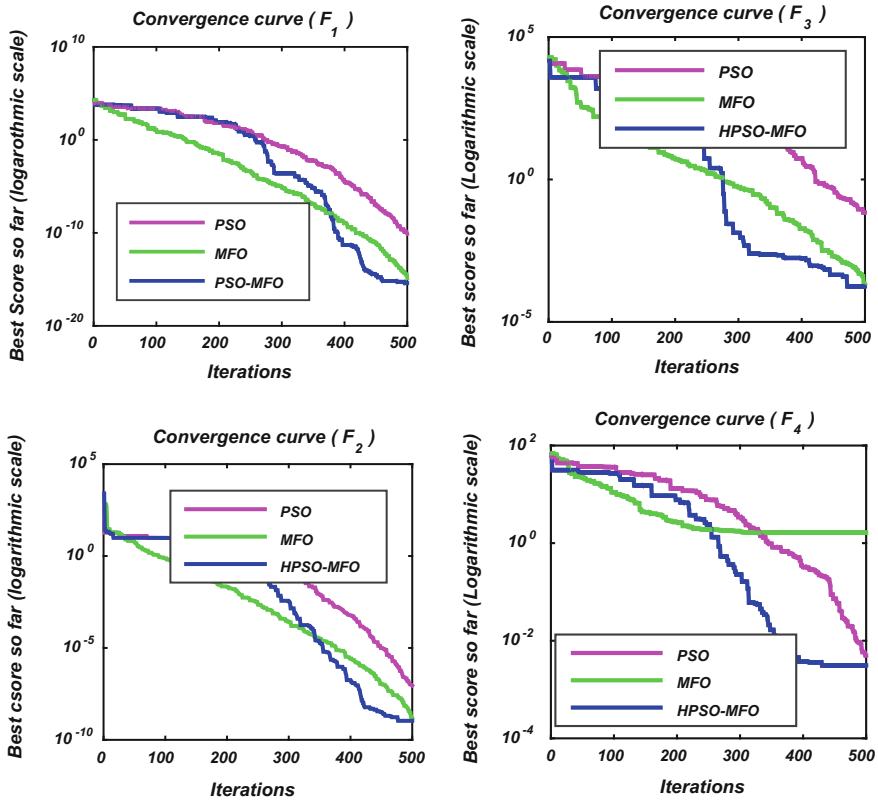 Convergence curve ( F1 )
Best Score so far (logarothmic scale)
10^10
10^0
10^-10
10^-20
PSO
MFO
PSO-MFO
0 100 200 300 400 500
Iterations
Convergence curve ( F3 )
Best score so far (Logarithmic scale)
10^5
10^0
10^-5
PSO
MFO
HPSO-MFO
0 100 200 300 400 500
Iterations
Convergence curve ( F2 )
Best csore so far (logarithmic scale)
10^5
10^0
10^-5
10^-10
PSO
MFO
HPSO-MFO
0 100 200 300 400 500
Iterations
Convergence curve ( F4 )
Best score so far (Logarithmic scale)
10^2
10^0
10^-2
10^-4
PSO
MFO
HPSO-MFO
0 100 200 300 400 500
Iterations